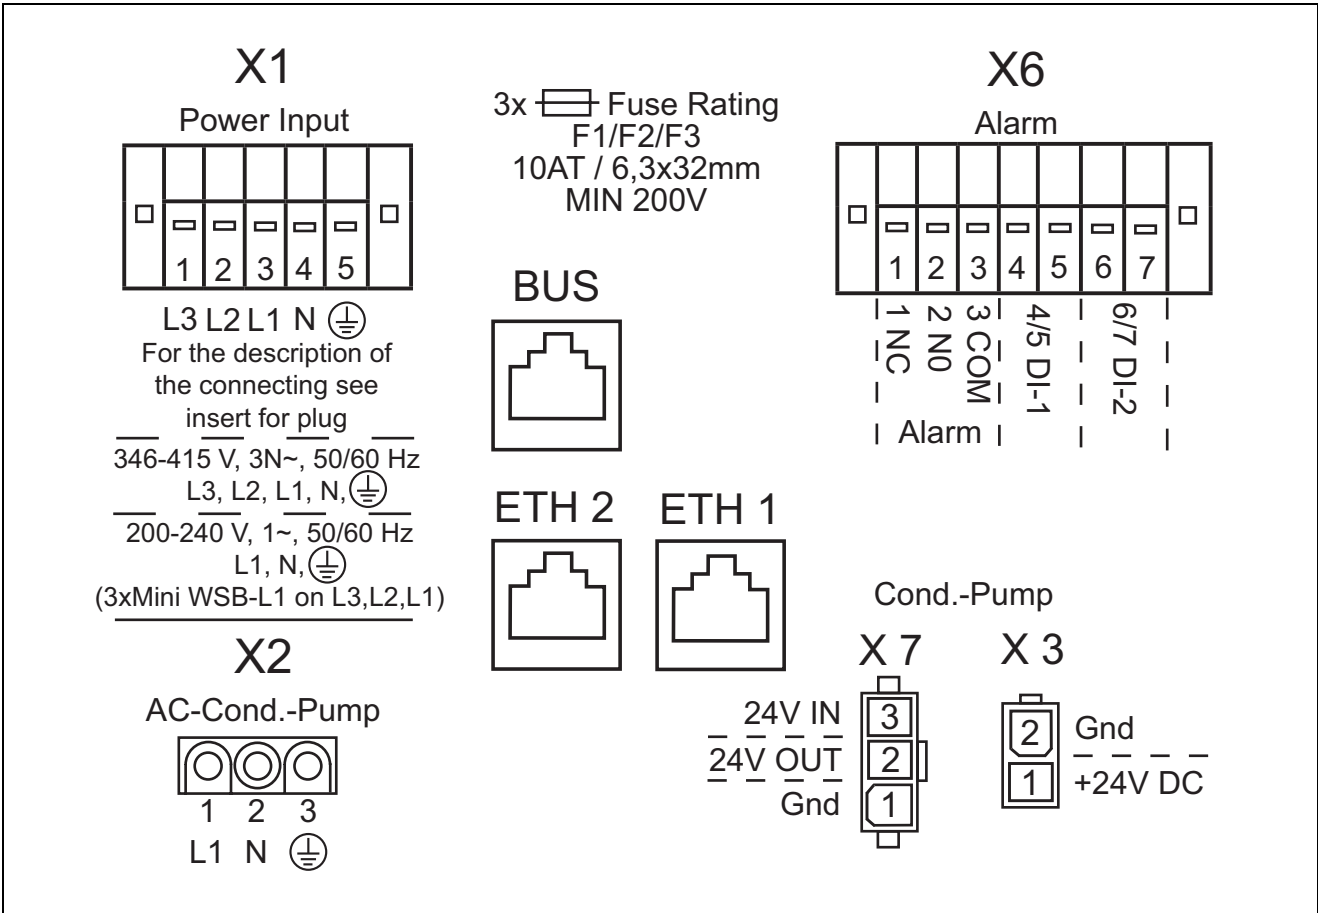 X1
Power Input
1 2 3 4 5
L3 L2 L1 N
For the description of
the connecting see
insert for plug
346-415 V, 3N~, 50/60 Hz
L3, L2, L1, N,
200-240 V, 1~, 50/60 Hz
L1, N,
(3xMini WSB-L1 on L3,L2,L1)
X2
AC-Cond.-Pump
1 2 3
L1 N
3x Fuse Rating
F1/F2/F3
10AT / 6,3x32mm
MIN 200V
BUS
ETH 2
ETH 1
X6
Alarm
1 2 3 4 5 6 7
1 NC
2 N0
3 COM
4/5 DI-1
6/7 DI-2
Alarm
Cond.-Pump
X 7
24V IN 3
24V OUT 2
Gnd 1
X 3
2 Gnd
1 +24V DC